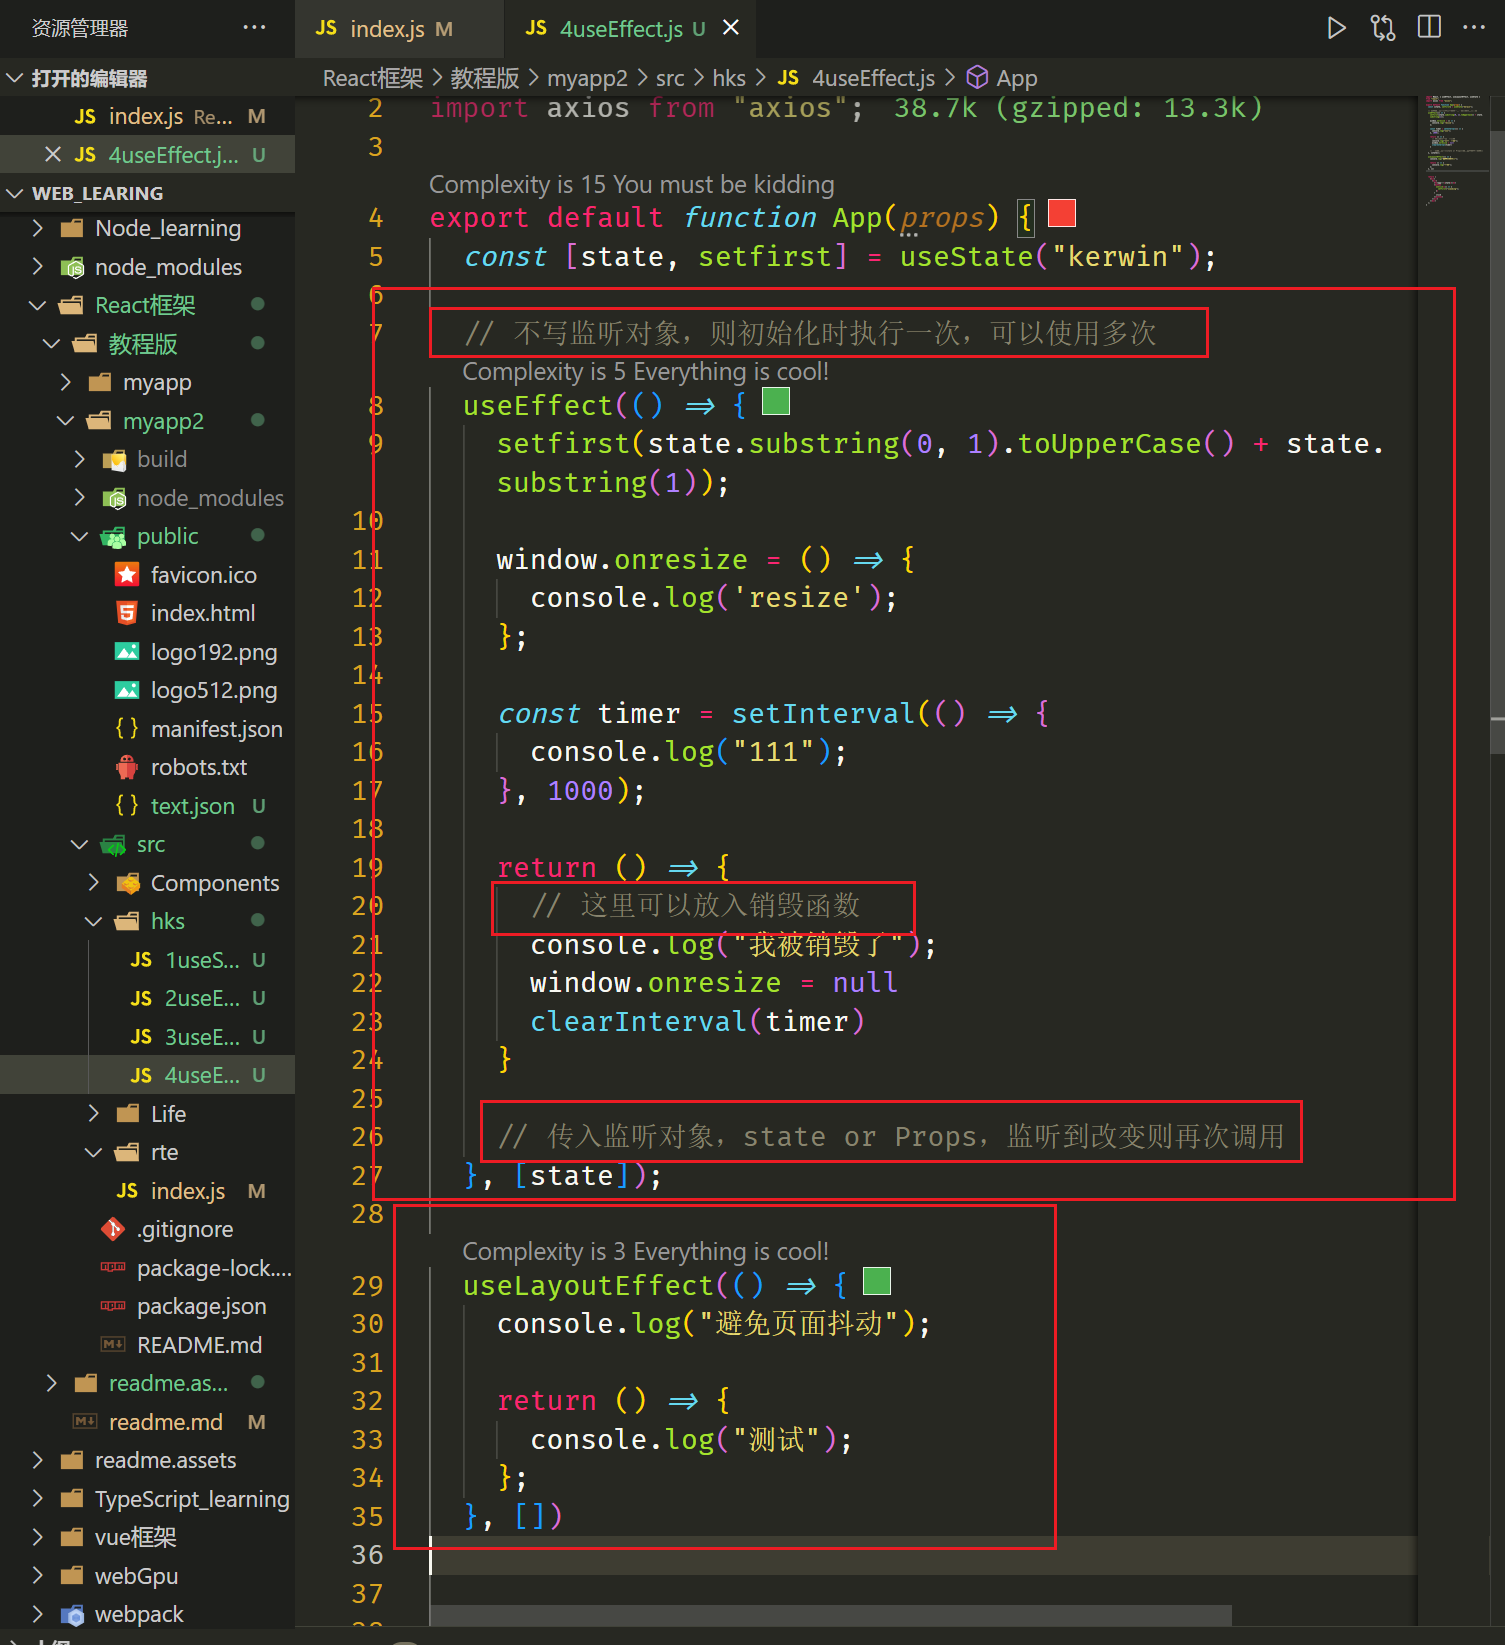 资源管理器
index.js M
4useEffect.js U
打开的编辑器
index.js Re... M
4useEffect.j... U
WEB_LEARING
Node_learning
node_modules
React框架
教程版
myapp
myapp2
build
node_modules
public
favicon.ico
index.html
logo192.png
logo512.png
manifest.json
robots.txt
text.json U
src
Components
hks
JS 1useS... U
JS 2useE... U
JS 3useE... U
JS 4useE... U
Life
rte
JS index.js M
.gitignore
package-lock....
package.json
README.md
readme.as...
readme.md M
readme.assets
TypeScript_learning
vue框架
webGpu
webpack
React框架 > 教程版 > myapp2 > src > hks > JS 4useEffect.js > App
2 import axios from "axios"; 38.7k (gzipped: 13.3k)
3
Complexity is 15 You must be kidding
4 export default function App(props) {
5 const [state, setfirst] = useState("kerwin");
6
7 // 不写监听对象，则初始化时执行一次，可以使用多次
Complexity is 5 Everything is cool!
8 useEffect(() => {
9 setfirst(state.substring(0, 1).toUpperCase() + state.
substring(1));
10
11 window.onresize = () => {
12 console.log('resize');
13 };
14
15 const timer = setInterval(() => {
16 console.log("111");
17 }, 1000);
18
19 return () => {
20 // 这里可以放入销毁函数
21 console.log("我被销毁了");
22 window.onresize = null
23 clearInterval(timer)
24 }
25
26 // 传入监听对象，state or Props，监听到改变则再次调用
27 }, [state]);
28
Complexity is 3 Everything is cool!
29 useLayoutEffect(() => {
30 console.log("避免页面抖动");
31
32 return () => {
33 console.log("测试");
34 };
35 }, [])
36
37